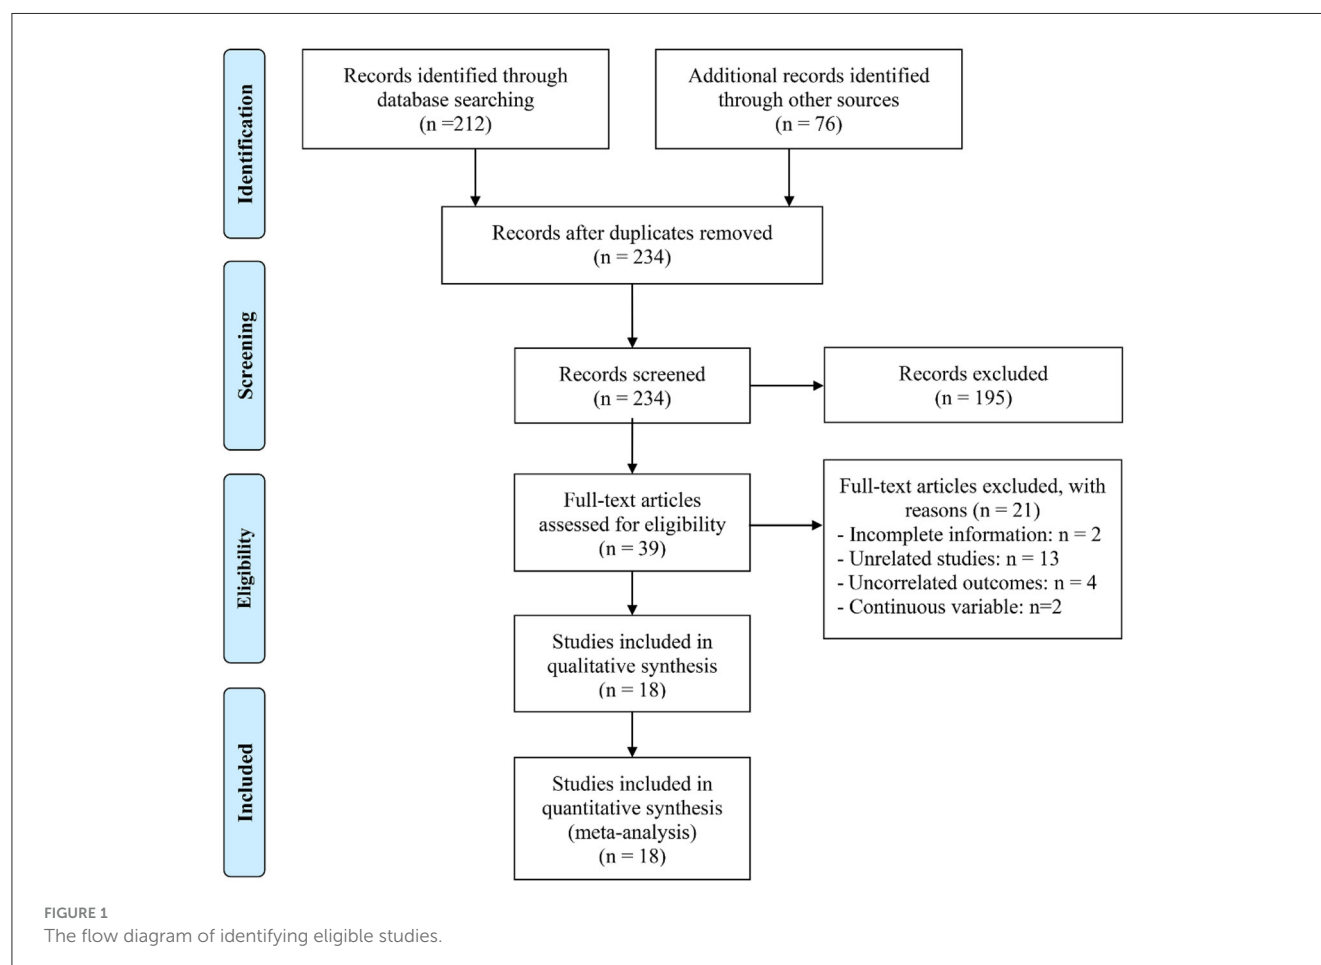 Identification
Records identified through
database searching
(n =212)
Additional records identified
through other sources
(n = 76)
Records after duplicates removed
(n = 234)
Screening
Records screened
(n = 234)
Records excluded
(n = 195)
Eligibility
Full-text articles
assessed for eligibility
(n = 39)
Full-text articles excluded, with
reasons (n = 21)
- Incomplete information: n = 2
- Unrelated studies: n = 13
- Uncorrelated outcomes: n = 4
- Continuous variable: n=2
Studies included in
qualitative synthesis
(n = 18)
Included
Studies included in
quantitative synthesis
(meta-analysis)
(n = 18)
FIGURE 1
The flow diagram of identifying eligible studies.